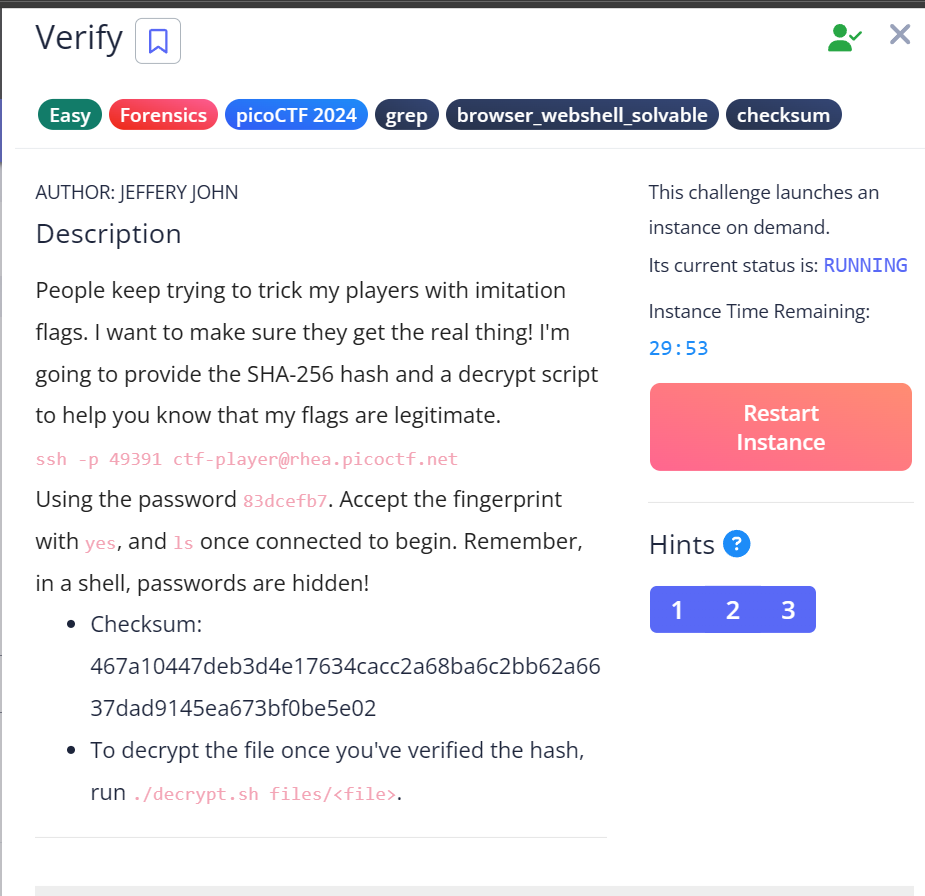 Verify
Easy Forensics picoCTF 2024 grep browser_webshell_solvable checksum
AUTHOR: JEFFERY JOHN
Description
People keep trying to trick my players with imitation
flags. I want to make sure they get the real thing! I'm
going to provide the SHA-256 hash and a decrypt script
to help you know that my flags are legitimate.
ssh -p 49391 ctf-player@rhea.picoctf.net
Using the password 83dcefb7. Accept the fingerprint
with yes, and ls once connected to begin. Remember,
in a shell, passwords are hidden!
Checksum:
467a10447deb3d4e17634cacc2a68ba6c2bb62a66
37dad9145ea673bf0be5e02
To decrypt the file once you've verified the hash,
run ./decrypt.sh files/<file>.
This challenge launches an
instance on demand.
Its current status is: RUNNING
Instance Time Remaining:
29:53
Restart
Instance
Hints ?
1 2 3